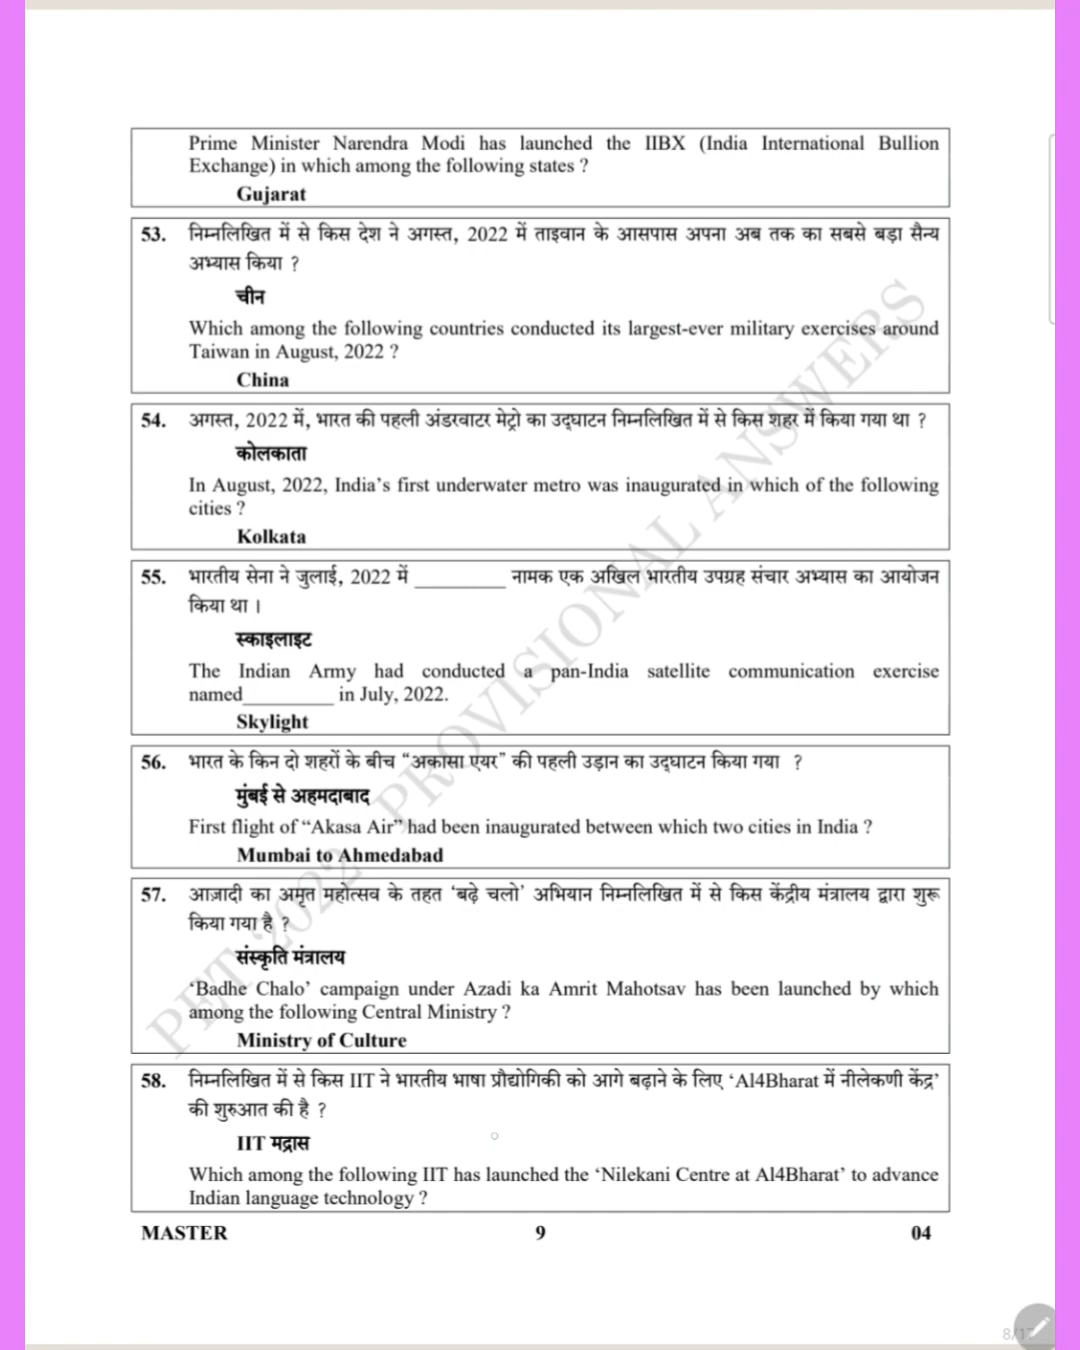 Prime Minister Narendra Modi has launched the IIBX (India International Bullion
Exchange) in which among the following states ?
Gujarat
53. निम्नलिखित में से किस देश ने अगस्त, 2022 में ताइवान के आसपास अपना अब तक का सबसे बड़ा सैन्य
अभ्यास किया ?
चीन
Which among the following countries conducted its largest-ever military exercises around
Taiwan in August, 2022 ?
China
54. अगस्त, 2022 में, भारत की पहली अंडरवाटर मेट्रो का उद्घाटन निम्नलिखित में से किस शहर में किया गया था ?
कोलकाता
In August, 2022, India's first underwater metro was inaugurated in which of the following
cities ?
Kolkata
55. भारतीय सेना ने जुलाई, 2022 में _________ नामक एक अखिल भारतीय उपग्रह संचार अभ्यास का आयोजन
किया था ।
स्काइलाइट
The Indian Army had conducted a pan-India satellite communication exercise
named_________ in July, 2022.
Skylight
56. भारत के किन दो शहरों के बीच “अकासा एयर” की पहली उड़ान का उद्घाटन किया गया ?
मुंबई से अहमदाबाद
First flight of “Akasa Air” had been inaugurated between which two cities in India ?
Mumbai to Ahmedabad
57. आज़ादी का अमृत महोत्सव के तहत ‘बढ़े चलो’ अभियान निम्नलिखित में से किस केंद्रीय मंत्रालय द्वारा शुरू
किया गया है ?
संस्कृति मंत्रालय
‘Badhe Chalo’ campaign under Azadi ka Amrit Mahotsav has been launched by which
among the following Central Ministry ?
Ministry of Culture
58. निम्नलिखित में से किस IIT ने भारतीय भाषा प्रौद्योगिकी को आगे बढ़ाने के लिए ‘Al4Bharat में नीलेकणी केंद्र’
की शुरुआत की है ?
IIT मद्रास
Which among the following IIT has launched the ‘Nilekani Centre at Al4Bharat’ to advance
Indian language technology ?
MASTER 9 04
PET 2022 PROVISIONAL ANSWERS
8/17